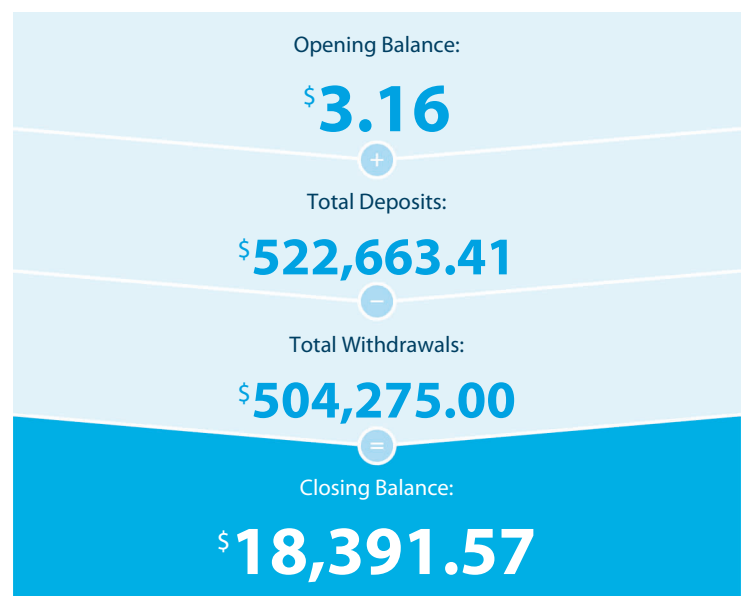 Opening Balance:
$3.16
+
Total Deposits:
$522,663.41
−
Total Withdrawals:
$504,275.00
=
Closing Balance:
$18,391.57